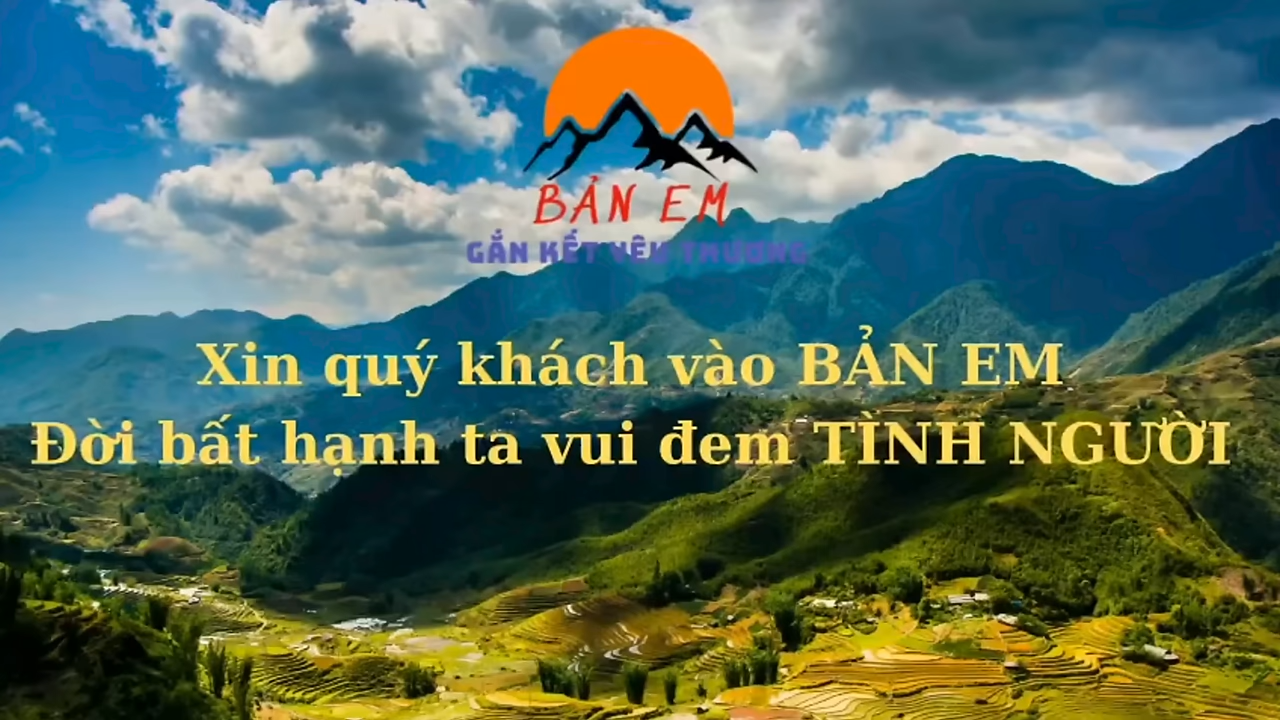 BẢN EM
GẮN KẾT YÊU THƯƠNG
Xin quý khách vào BẢN EM
Đời bất hạnh ta vui đem TÌNH NGƯỜI